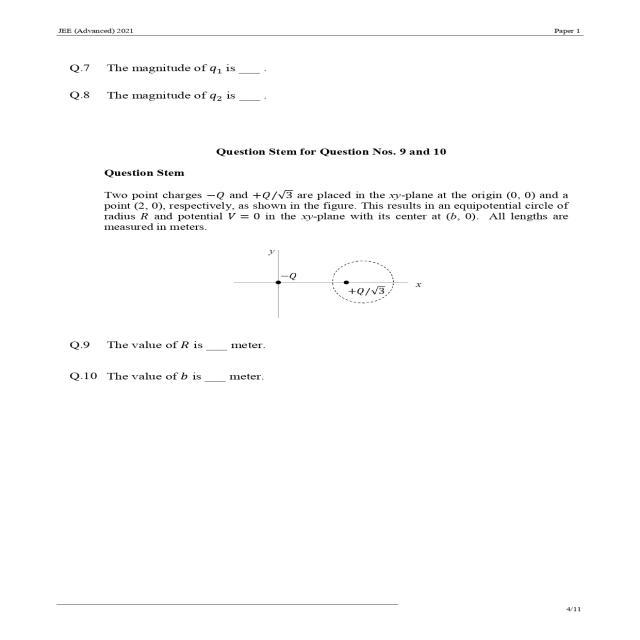 JEE (Advanced) 2021 Paper 1
Q.7 The magnitude of q₁ is ___ .
Q.8 The magnitude of q₂ is ___ .
Question Stem for Question Nos. 9 and 10
Question Stem
Two point charges −Q and +Q/√3 are placed in the xy-plane at the origin (0, 0) and a
point (2, 0), respectively, as shown in the figure. This results in an equipotential circle of
radius R and potential V = 0 in the xy-plane with its center at (b, 0). All lengths are
measured in meters.
y
−Q
x
+Q/√3
Q.9 The value of R is ___ meter.
Q.10 The value of b is ___ meter.
4/11